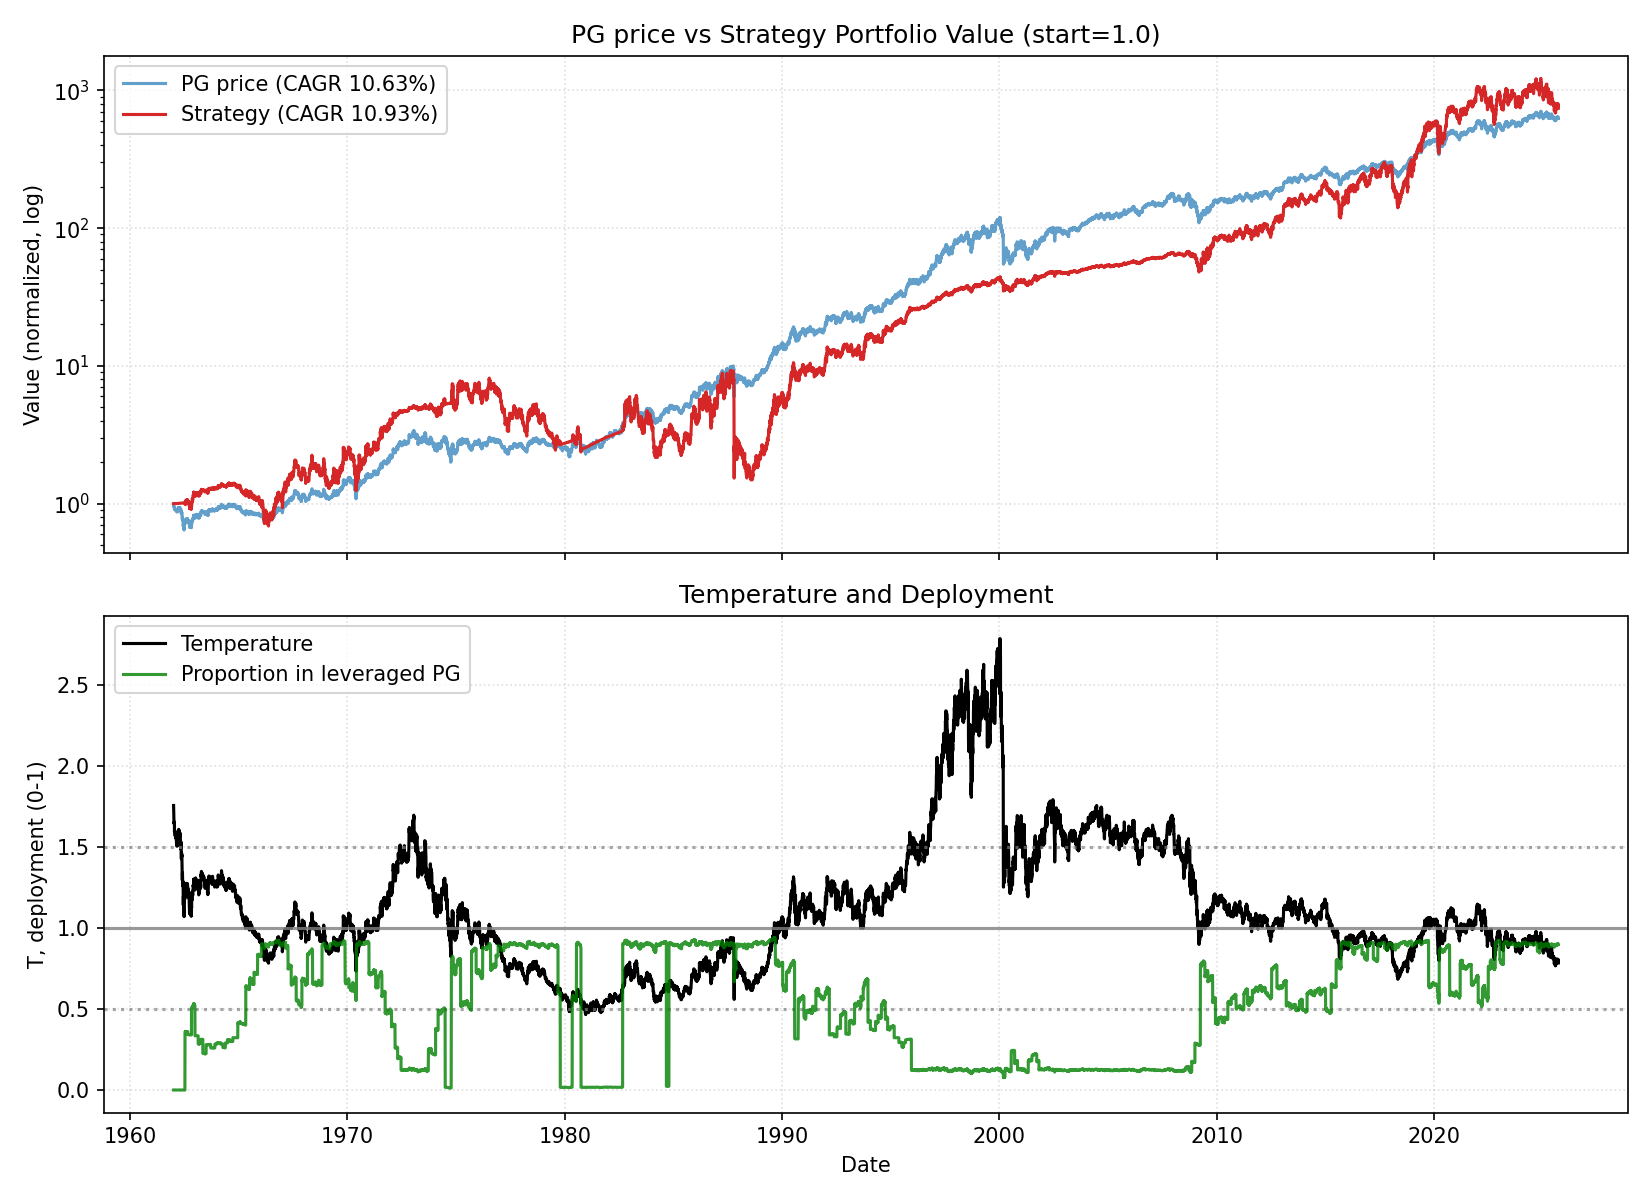 PG price vs Strategy Portfolio Value (start=1.0)
PG price (CAGR 10.63%)
Strategy (CAGR 10.93%)
Value (normalized, log)
10³
10²
10¹
10⁰
Temperature and Deployment
Temperature
Proportion in leveraged PG
T, deployment (0-1)
2.5
2.0
1.5
1.0
0.5
0.0
1960 1970 1980 1990 2000 2010 2020
Date